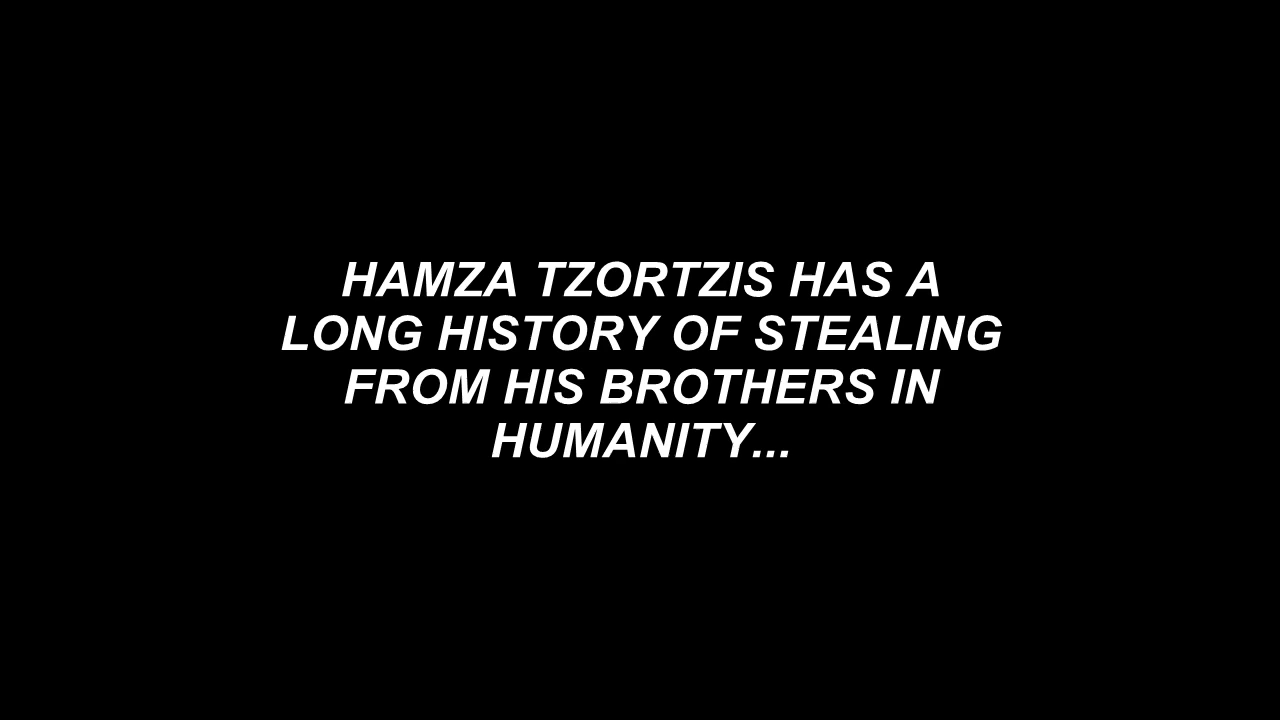 HAMZA TZORTZIS HAS A
LONG HISTORY OF STEALING
FROM HIS BROTHERS IN
HUMANITY...